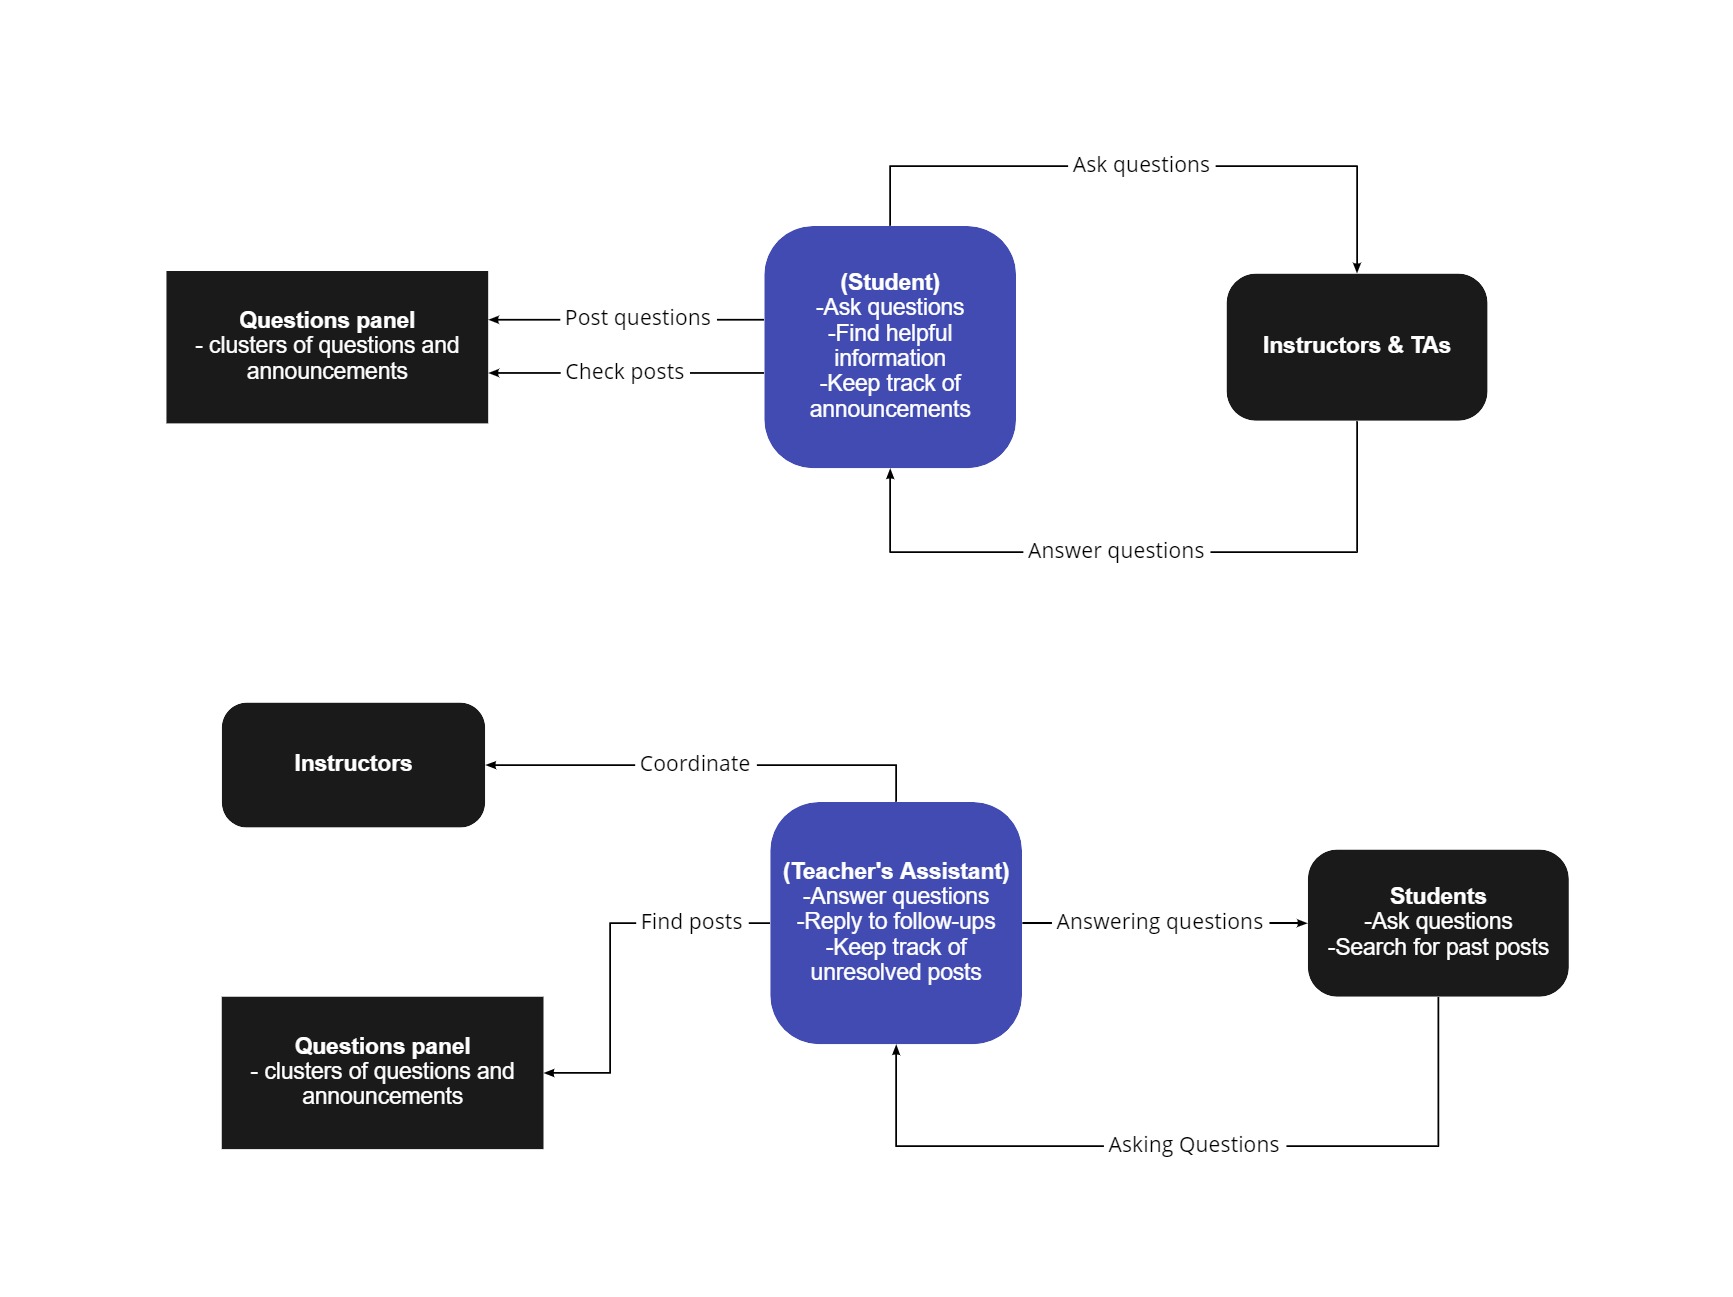 Ask questions
(Student)
-Ask questions
-Find helpful
information
-Keep track of
announcements
Questions panel
- clusters of questions and
announcements
Post questions
Check posts
Instructors & TAs
Answer questions
Instructors
Coordinate
(Teacher's Assistant)
-Answer questions
-Reply to follow-ups
-Keep track of
unresolved posts
Find posts
Answering questions
Students
-Ask questions
-Search for past posts
Questions panel
- clusters of questions and
announcements
Asking Questions